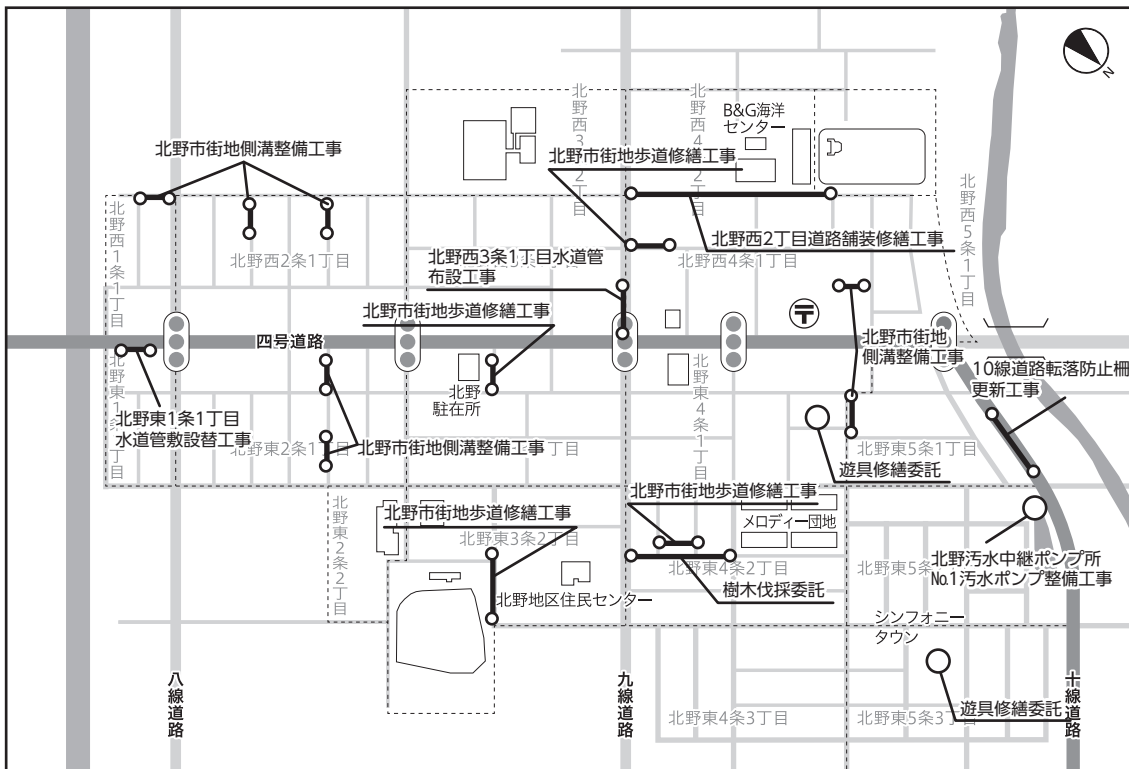 N
北野西3条2丁目
北野西4条2丁目
B&G海洋
センター
北野市街地側溝整備工事
北野市街地歩道修繕工事
北野西1条1丁目
北野西5条1丁目
北野西2丁目道路舗装修繕工事
北野西3条1丁目水道管
布設工事
北野西2条1丁目
北野西4条1丁目
北野市街地歩道修繕工事
〒
四号道路
北野市街地
側溝整備工事
10線道路転落防止柵
更新工事
北野
駐在所
北野東1条1丁目
北野東1条1丁目
水道管敷設替工事
北野東2条1丁目
北野市街地側溝整備工事
北野東4条1丁目
北野東5条1丁目
遊具修繕委託
北野市街地歩道修繕工事
北野東2条2丁目
北野市街地歩道修繕工事
北野東3条2丁目
メロディー団地
北野東4条2丁目
北野東5条
北野汚水中継ポンプ所
No.1汚水ポンプ整備工事
樹木伐採委託
北野地区住民センター
シンフォニー
タウン
八線道路
九線道路
十線道路
遊具修繕委託
北野東4条3丁目
北野東5条3丁目